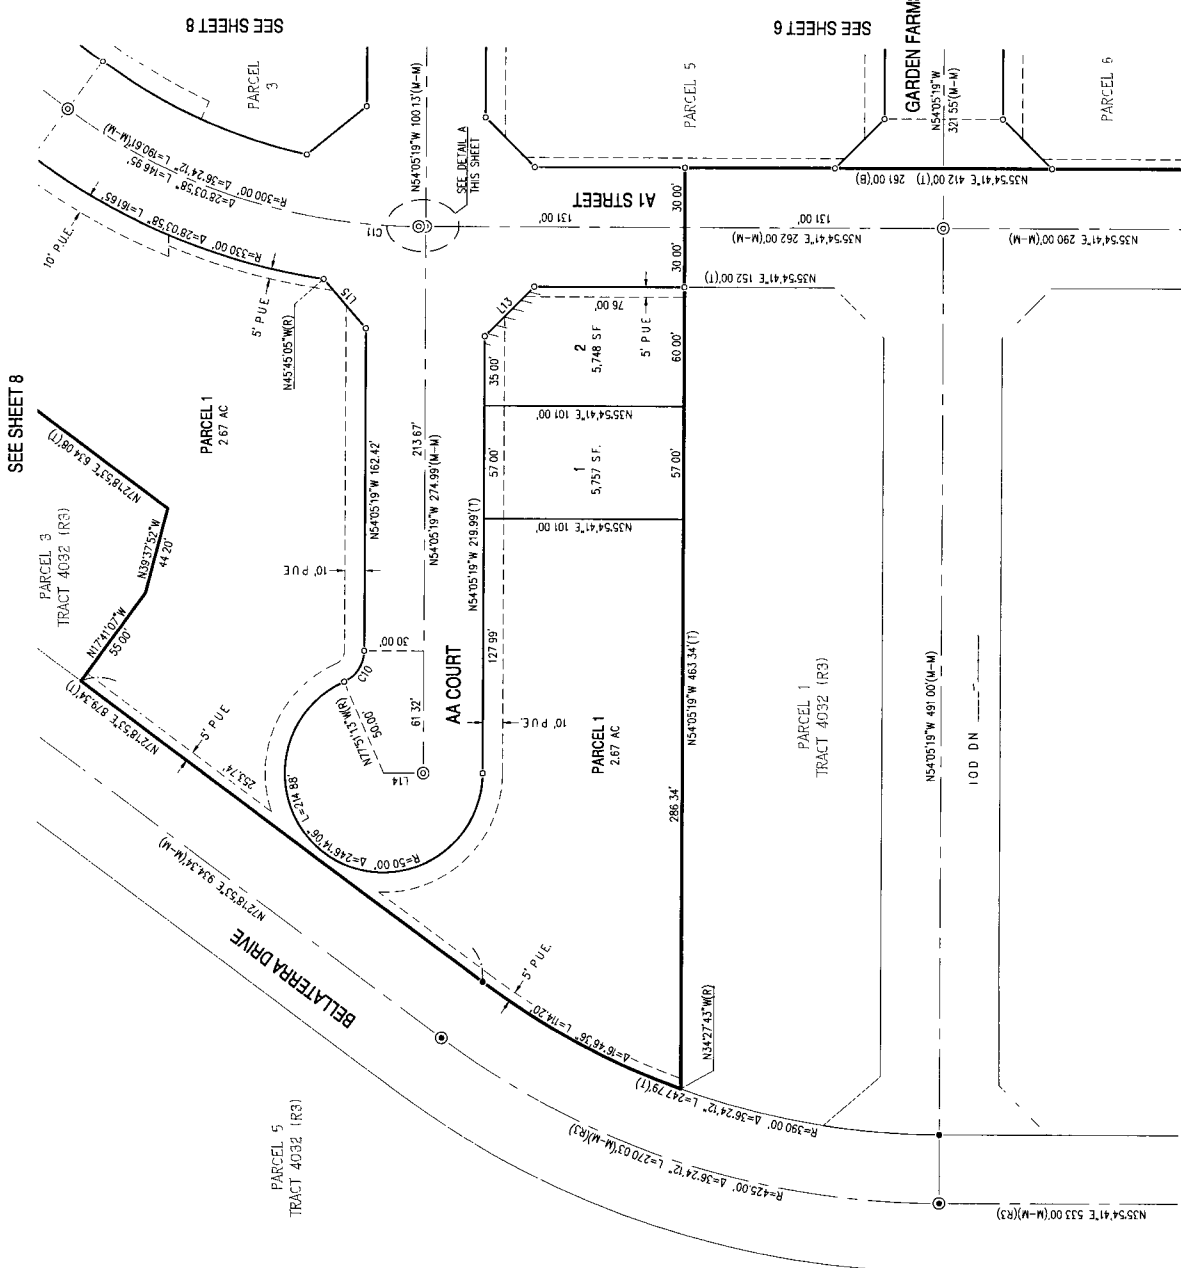 SEE SHEET 8
SEE SHEET 6
GARDEN FARMS
PARCEL
3
PARCEL 5
PARCEL 6
N54°05'19"W
321.55'(M-M)
N54°05'19"W 100.13'(M-M)
SEE DETAIL A
THIS SHEET
R=300.00' Δ=36°24'12" L=190.61'(M-M)
Δ=28°03'58" L=146.95'
R=330.00' Δ=28°03'58" L=161.65'
10' P.U.E.
5' P U E
N45°45'05"W(R)
L15
C11
A1 STREET
131 00'
30 00'
30 00'
N35°54'41"E 412.00'(T) 261 00'(B)
131 00'
N35°54'41"E 262 00'(M-M)
N35°54'41"E 290 00'(M-M)
N35°54'41"E 152 00'(T)
L13
76.00'
5' P U E
2
5,748 SF
60 00'
35 00'
N35°54'41"E 101 00'
1
5,757 S.F.
57 00'
57 00'
N35°54'41"E 101 00'
SEE SHEET 8
PARCEL 1
2.67 AC
N72°18'53"E 634 08'(T)
PARCEL 3
TRACT 4032 (R3)
N39°37'52"W
44 20'
N17°41'07"W
55 00'
N54°05'19"W 162.42'
213 67'
N54°05'19"W 274.99'(M-M)
N54°05'19"W 219.99'(T)
127 99'
10' P U E
30 00'
C10
61 32'
AA COURT
N77°51'13"W(R)
50.00'
L14
10' P U E.
PARCEL 1
2.67 AC
R=50 00' Δ=246°14'06" L=214 88'
N72°18'53"E 879.34'(T)
253.74'
5' P U E
N72°18'53"E 934.34'(M-M)
BELLATERRA DRIVE
5' P U E.
N54°05'19"W 463 34'(T)
286 34'
PARCEL 1
TRACT 4032 (R3)
N54°05'19"W 491 00'(M-M)
IOD DN
Δ=16°46'36" L=114.20'
N34°27'43"W(R)
R=390.00' Δ=36°24'12" L=247.79'(T)
R=425.00' Δ=36°24'12" L=270.03'(M-M)(R3)
PARCEL 5
TRACT 4032 (R3)
N35°54'41"E 533 00'(M-M)(R3)